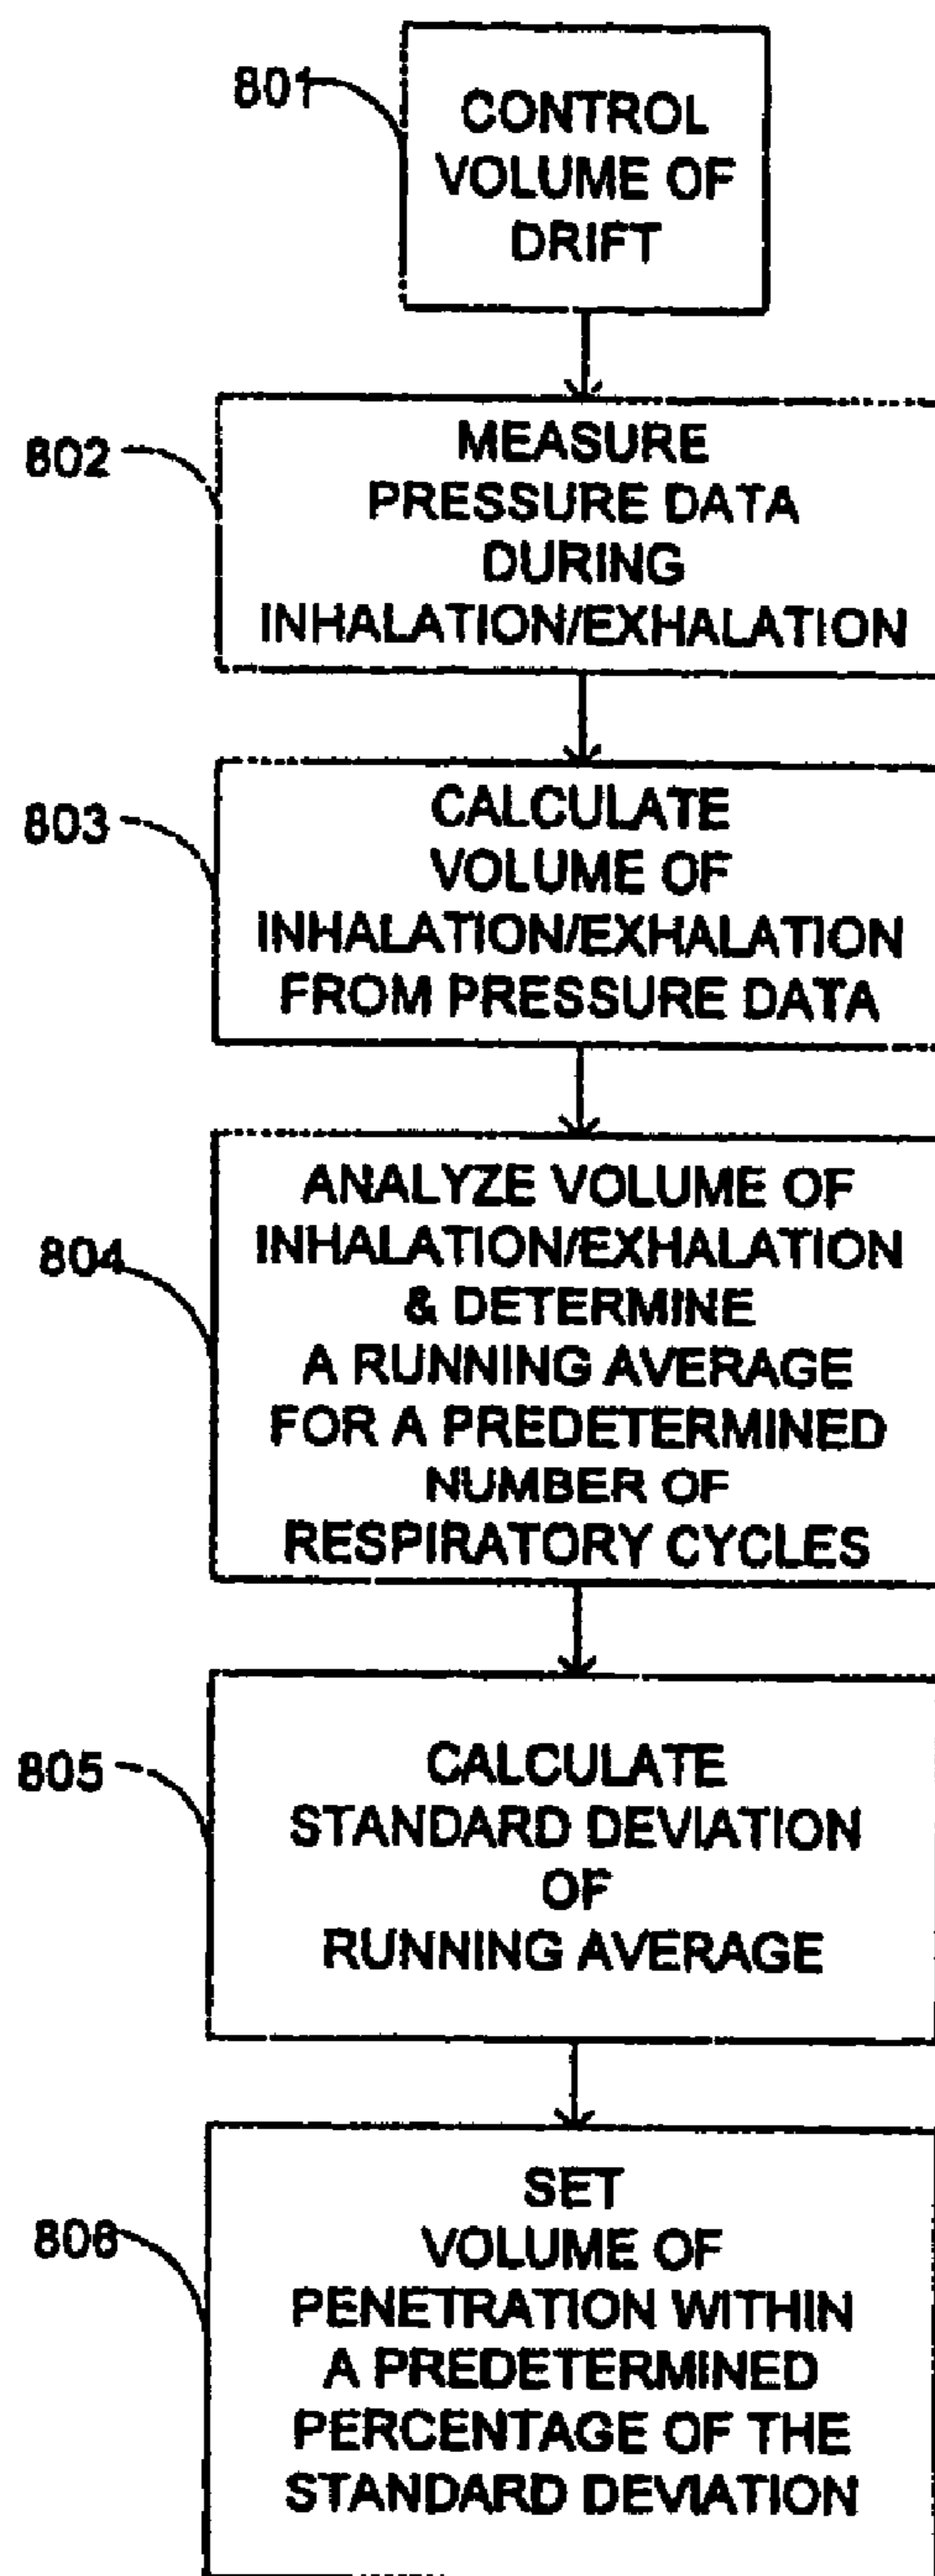 801
CONTROL
VOLUME OF
DRIFT
802
MEASURE
PRESSURE DATA
DURING
INHALATION/EXHALATION
803
CALCULATE
VOLUME OF
INHALATION/EXHALATION
FROM PRESSURE DATA
804
ANALYZE VOLUME OF
INHALATION/EXHALATION
& DETERMINE
A RUNNING AVERAGE
FOR A PREDETERMINED
NUMBER OF
RESPIRATORY CYCLES
805
CALCULATE
STANDARD DEVIATION
OF
RUNNING AVERAGE
806
SET
VOLUME OF
PENETRATION WITHIN
A PREDETERMINED
PERCENTAGE OF THE
STANDARD DEVIATION